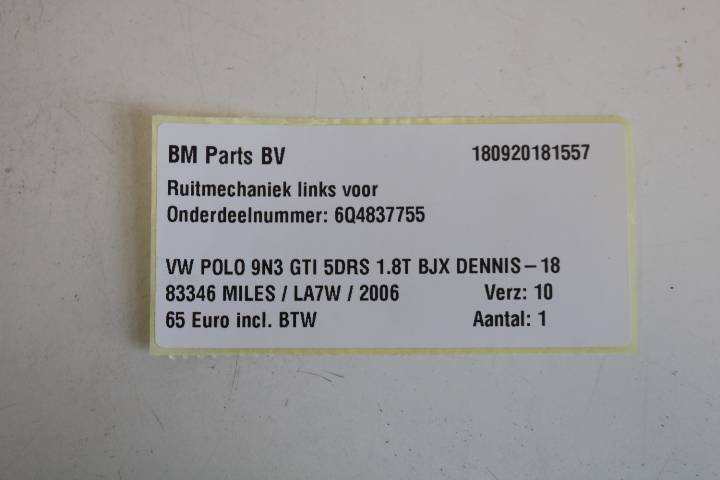 BM Parts BV 180920181557
Ruitmechaniek links voor
Onderdeelnummer: 6Q4837755
VW POLO 9N3 GTI 5DRS 1.8T BJX DENNIS – 18
83346 MILES / LA7W / 2006 Verz: 10
65 Euro incl. BTW Aantal: 1